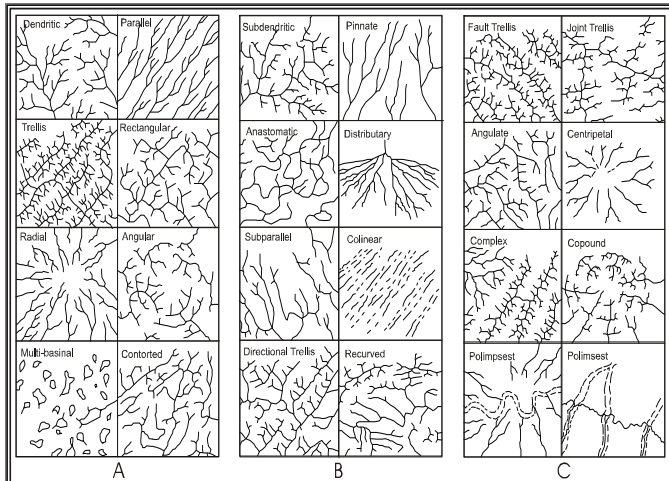 Dendritic Parallel
Trellis Rectangular
Radial Angular
Multi-basinal Contorted
A
Subdendritic Pinnate
Anastomatic Distributary
Subparallel Colinear
Directional Trellis Recurved
B
Fault Trellis Joint Trellis
Angulate Centripetal
Complex Copound
Polimpsest Polimsest
C